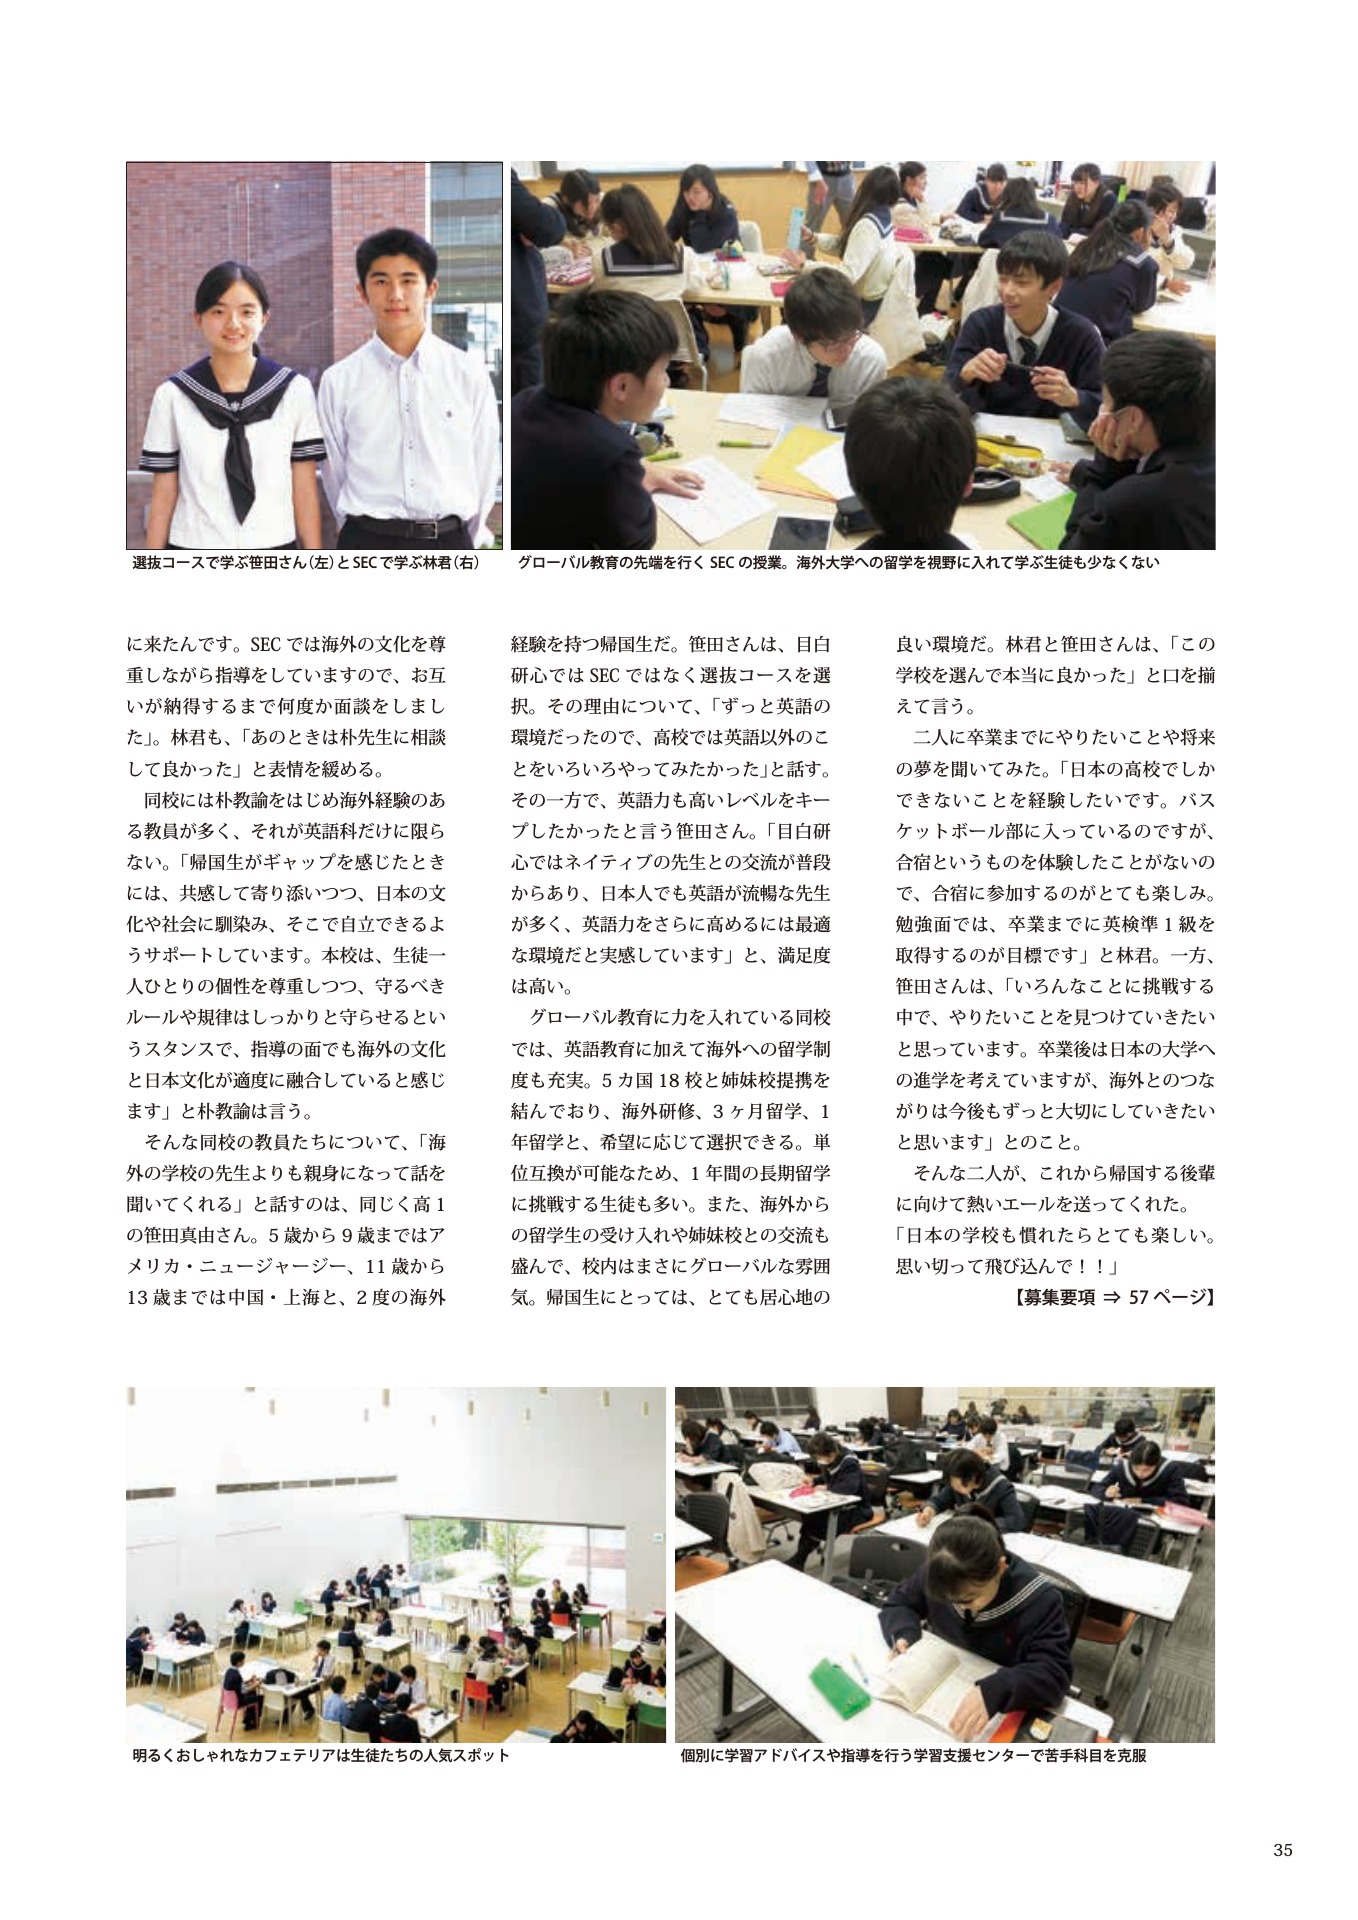 選抜コースで学ぶ笹田さん（左）とSECで学ぶ林君（右）
グローバル教育の先端を行く SEC の授業。海外大学への留学を視野に入れて学ぶ生徒も少なくない
に来たんです。SEC では海外の文化を尊
重しながら指導をしていますので、お互
いが納得するまで何度か面談をしまし
た」。林君も、「あのときは朴先生に相談
して良かった」と表情を緩める。
　同校には朴教諭をはじめ海外経験のあ
る教員が多く、それが英語科だけに限ら
ない。「帰国生がギャップを感じたとき
には、共感して寄り添いつつ、日本の文
化や社会に馴染み、そこで自立できるよ
うサポートしています。本校は、生徒一
人ひとりの個性を尊重しつつ、守るべき
ルールや規律はしっかりと守らせるとい
うスタンスで、指導の面でも海外の文化
と日本文化が適度に融合していると感じ
ます」と朴教諭は言う。
　そんな同校の教員たちについて、「海
外の学校の先生よりも親身になって話を
聞いてくれる」と話すのは、同じく高 1
の笹田真由さん。5 歳から 9 歳まではア
メリカ・ニュージャージー、11 歳から
13 歳までは中国・上海と、2 度の海外
経験を持つ帰国生だ。笹田さんは、目白
研心では SEC ではなく選抜コースを選
択。その理由について、「ずっと英語の
環境だったので、高校では英語以外のこ
とをいろいろやってみたかった」と話す。
その一方で、英語力も高いレベルをキー
プしたかったと言う笹田さん。「目白研
心ではネイティブの先生との交流が普段
からあり、日本人でも英語が流暢な先生
が多く、英語力をさらに高めるには最適
な環境だと実感しています」と、満足度
は高い。
　グローバル教育に力を入れている同校
では、英語教育に加えて海外への留学制
度も充実。5 カ国 18 校と姉妹校提携を
結んでおり、海外研修、3 ヶ月留学、1
年留学と、希望に応じて選択できる。単
位互換が可能なため、1 年間の長期留学
に挑戦する生徒も多い。また、海外から
の留学生の受け入れや姉妹校との交流も
盛んで、校内はまさにグローバルな雰囲
気。帰国生にとっては、とても居心地の
良い環境だ。林君と笹田さんは、「この
学校を選んで本当に良かった」と口を揃
えて言う。
　二人に卒業までにやりたいことや将来
の夢を聞いてみた。「日本の高校でしか
できないことを経験したいです。バス
ケットボール部に入っているのですが、
合宿というものを体験したことがないの
で、合宿に参加するのがとても楽しみ。
勉強面では、卒業までに英検準 1 級を
取得するのが目標です」と林君。一方、
笹田さんは、「いろんなことに挑戦する
中で、やりたいことを見つけていきたい
と思っています。卒業後は日本の大学へ
の進学を考えていますが、海外とのつな
がりは今後もずっと大切にしていきたい
と思います」とのこと。
　そんな二人が、これから帰国する後輩
に向けて熱いエールを送ってくれた。
「日本の学校も慣れたらとても楽しい。
思い切って飛び込んで！！」
【募集要項 ⇒ 57 ページ】
明るくおしゃれなカフェテリアは生徒たちの人気スポット
個別に学習アドバイスや指導を行う学習支援センターで苦手科目を克服
35